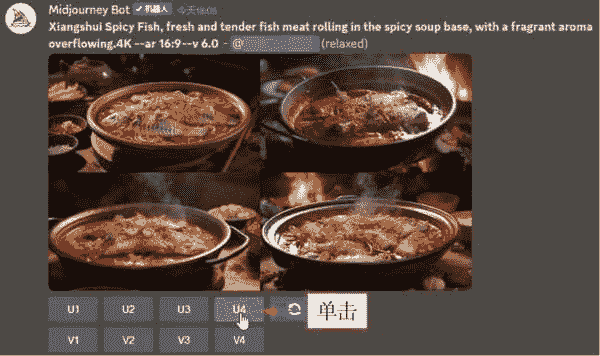 Midjourney Bot ✔ 机器人 今天
Xiangshui Spicy Fish, fresh and tender fish meat rolling in the spicy soup base, with a fragrant aroma
overflowing.4K --ar 16:9--v 6.0 - @ (relaxed)
U1 U2 U3 U4 单击
V1 V2 V3 V4